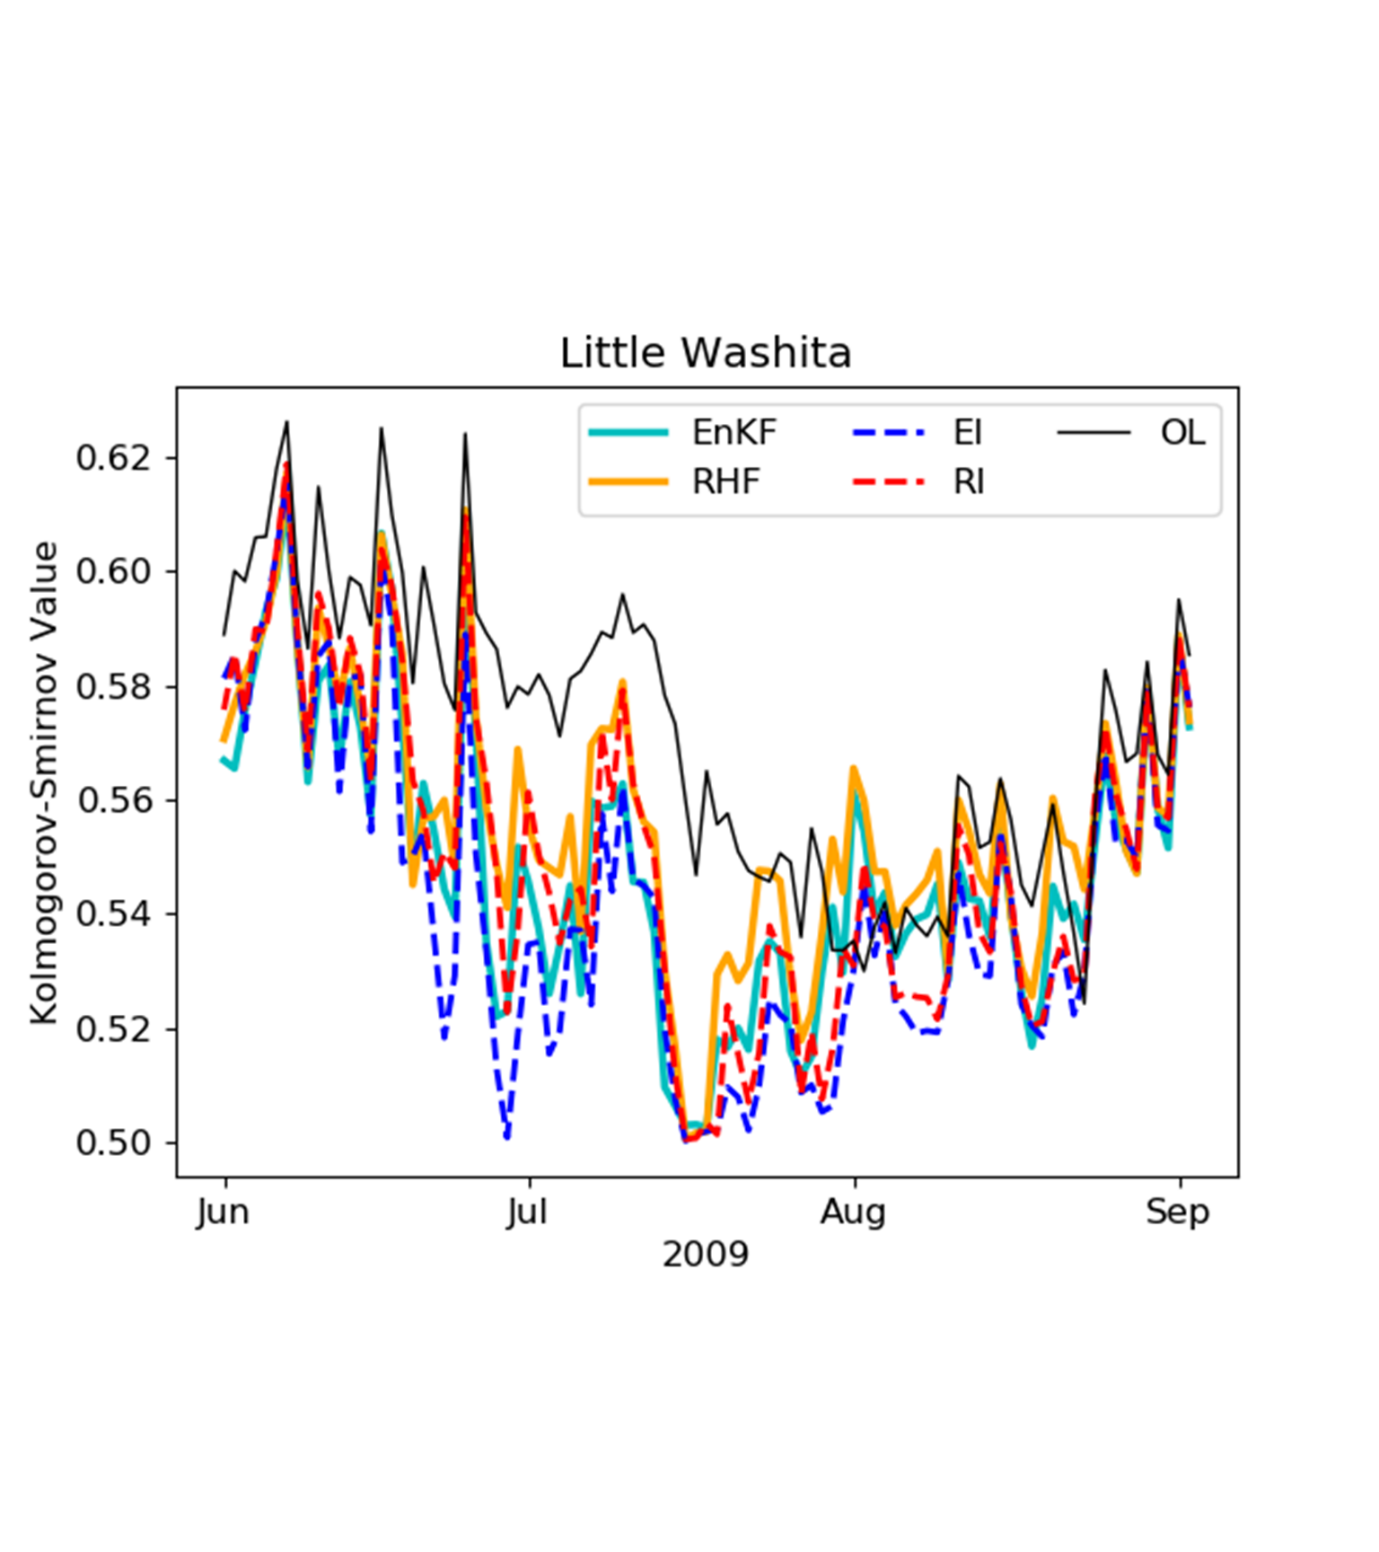 Little Washita
EnKF
RHF
EI
RI
OL
Kolmogorov-Smirnov Value
0.62
0.60
0.58
0.56
0.54
0.52
0.50
Jun
Jul
Aug
Sep
2009